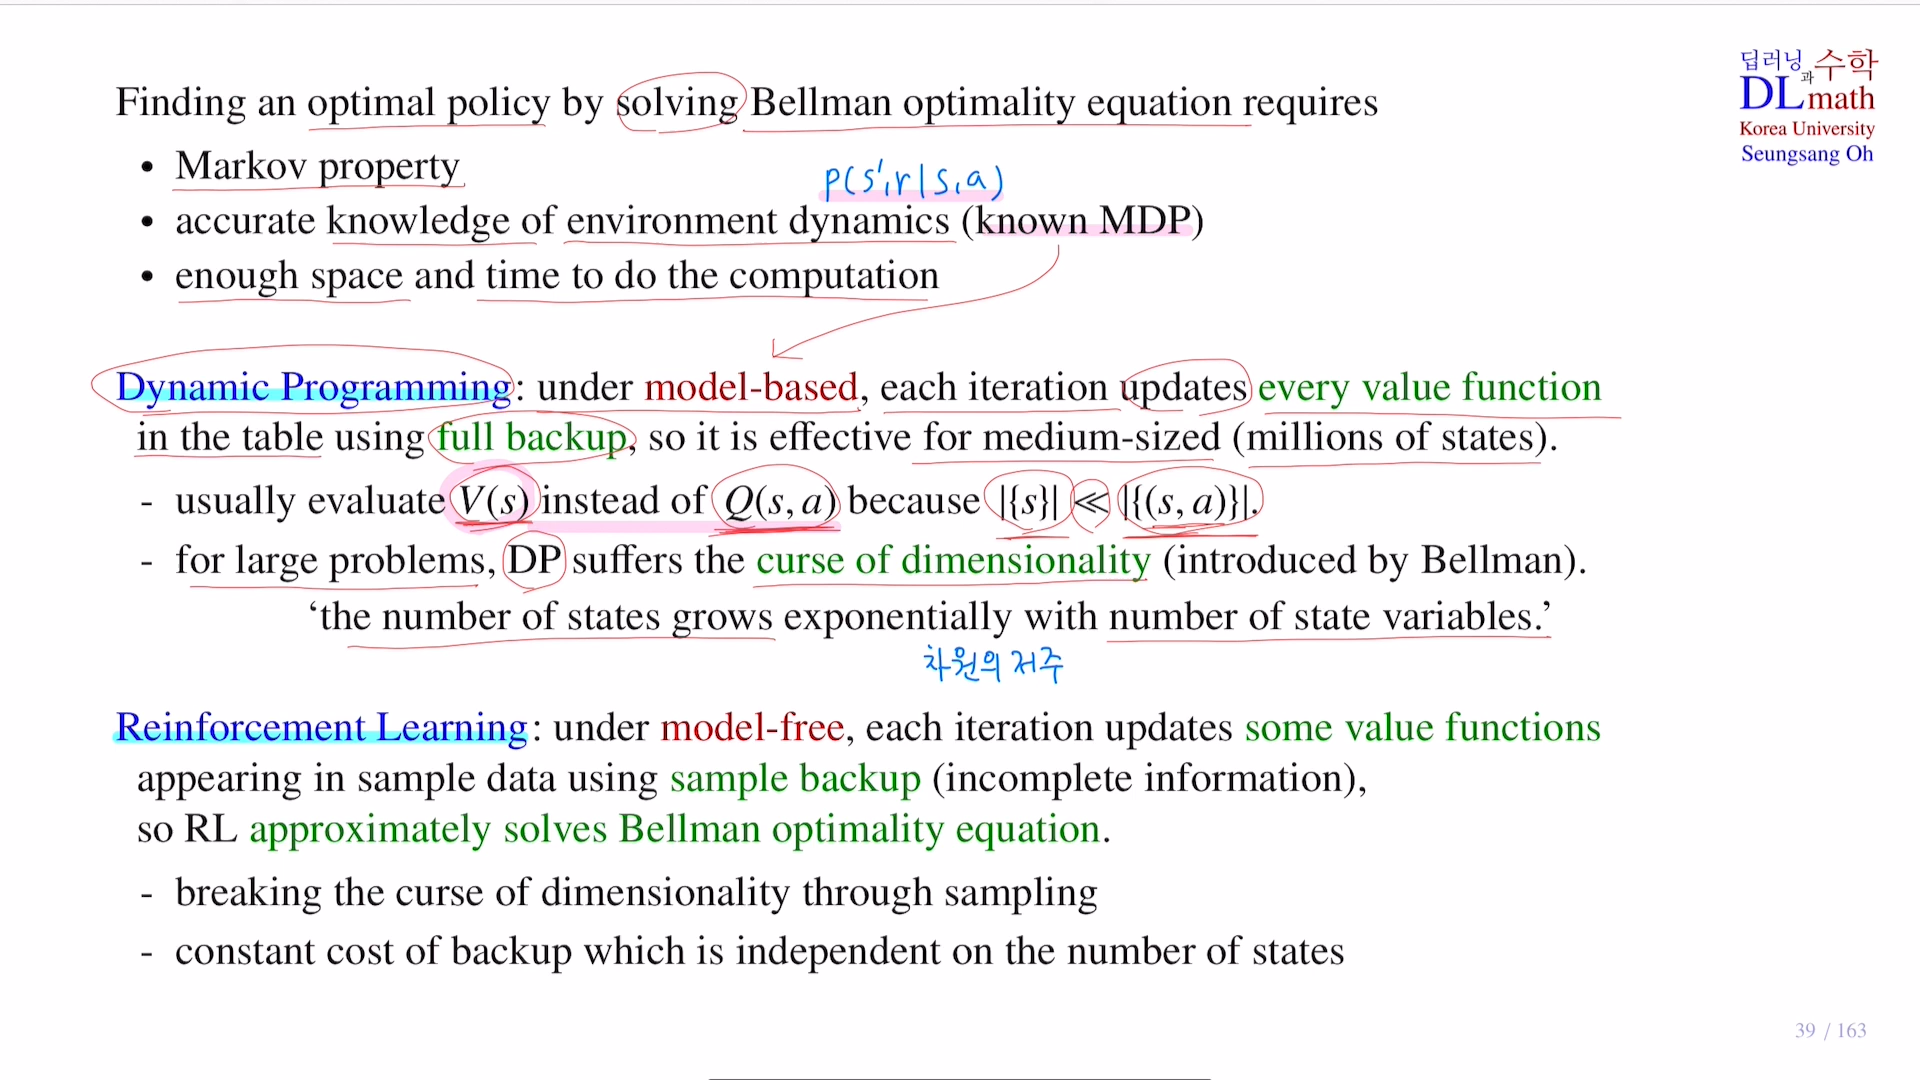 딥러닝과 수학
DL math
Korea University
Seungsang Oh
Finding an optimal policy by solving Bellman optimality equation requires
• Markov property
p(s',r|s,a)
• accurate knowledge of environment dynamics (known MDP)
• enough space and time to do the computation
Dynamic Programming: under model-based, each iteration updates every value function
in the table using full backup, so it is effective for medium-sized (millions of states).
- usually evaluate V(s) instead of Q(s, a) because |{s}| ≪ |{(s, a)}|.
- for large problems, DP suffers the curse of dimensionality (introduced by Bellman).
‘the number of states grows exponentially with number of state variables.’
차원의 저주
Reinforcement Learning: under model-free, each iteration updates some value functions
appearing in sample data using sample backup (incomplete information),
so RL approximately solves Bellman optimality equation.
- breaking the curse of dimensionality through sampling
- constant cost of backup which is independent on the number of states
39 / 163